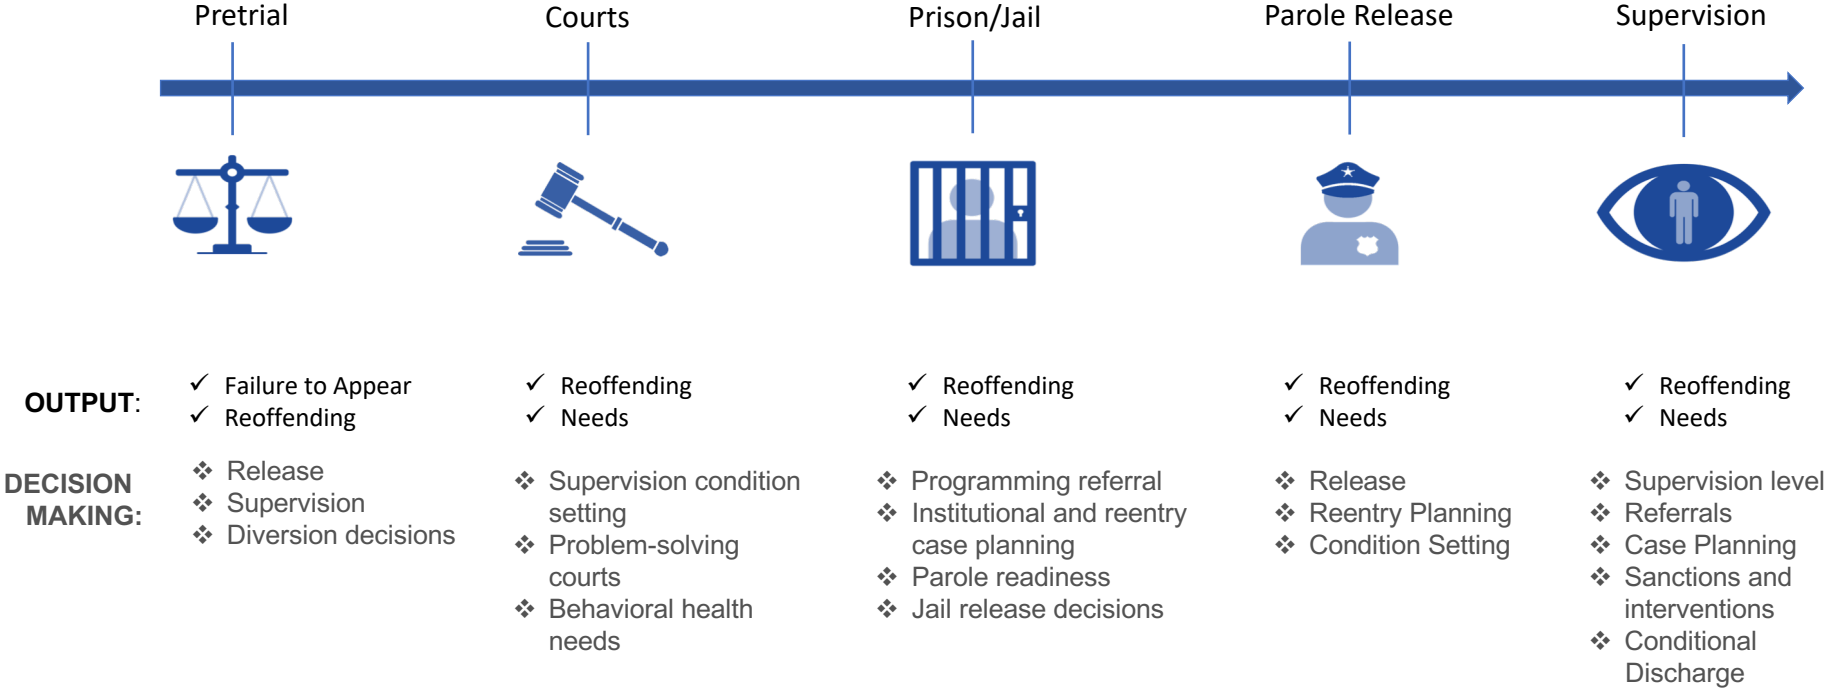 Pretrial
Courts
Prison/Jail
Parole Release
Supervision
OUTPUT:
✓ Failure to Appear
✓ Reoffending
✓ Reoffending
✓ Needs
✓ Reoffending
✓ Needs
✓ Reoffending
✓ Needs
✓ Reoffending
✓ Needs
DECISION
MAKING:
❖ Release
❖ Supervision
❖ Diversion decisions
❖ Supervision condition
setting
❖ Problem-solving
courts
❖ Behavioral health
needs
❖ Programming referral
❖ Institutional and reentry
case planning
❖ Parole readiness
❖ Jail release decisions
❖ Release
❖ Reentry Planning
❖ Condition Setting
❖ Supervision level
❖ Referrals
❖ Case Planning
❖ Sanctions and
interventions
❖ Conditional
Discharge